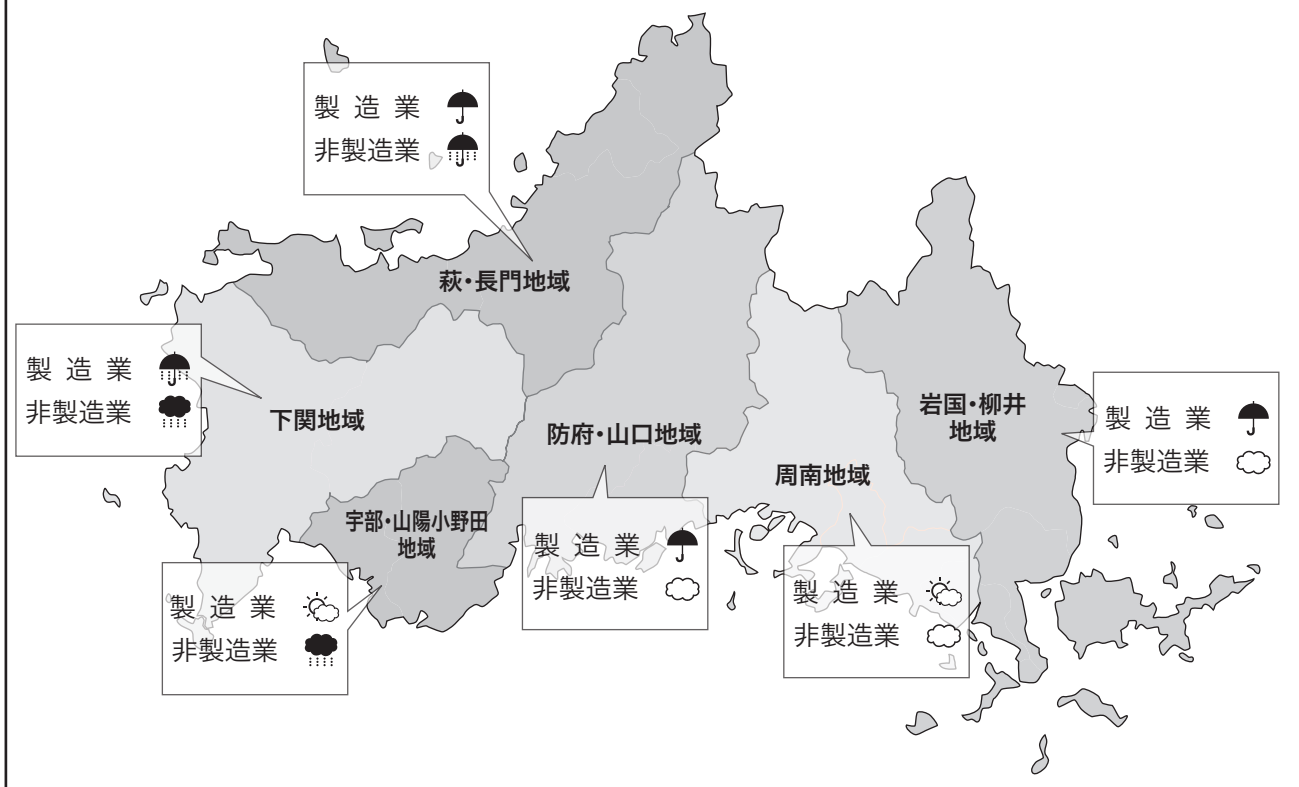 製造業
非製造業
萩・長門地域
製造業
非製造業
下関地域
岩国・柳井
地域
製造業
非製造業
防府・山口地域
周南地域
宇部・山陽小野田
地域
製造業
非製造業
製造業
非製造業
製造業
非製造業